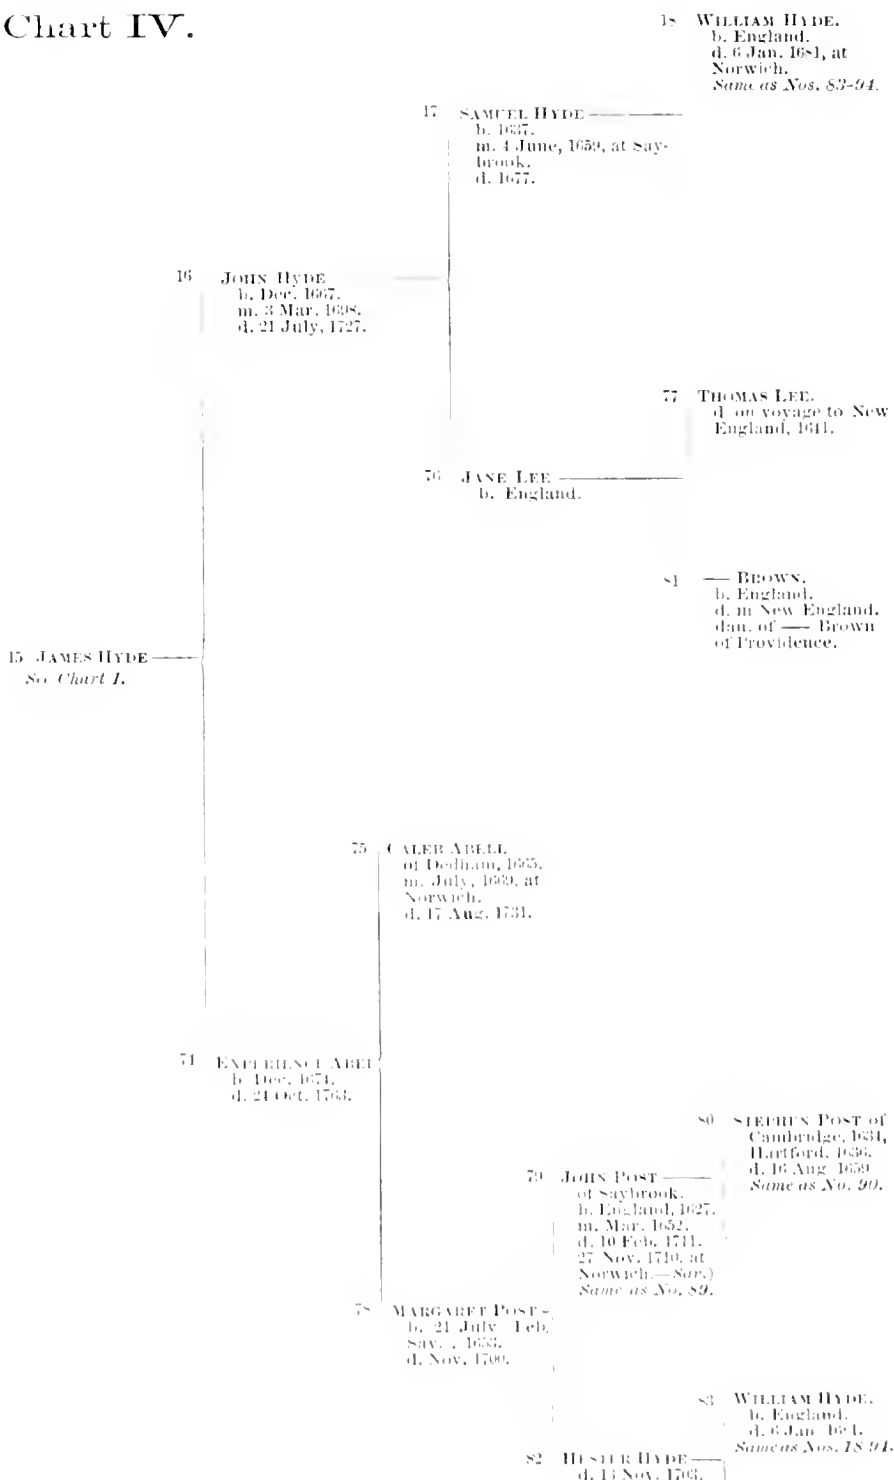 Chart IV.
18 WILLIAM HYDE.
b. England.
d. 6 Jan. 1681, at
Norwich.
Same as Nos. 83-94.
17 SAMUEL HYDE
b. 1637.
m. 4 June, 1659, at Say-
brook.
d. 1677.
16 JOHN HYDE
b. Dec. 1667.
m. 3 Mar. 1698.
d. 21 July, 1727.
77 THOMAS LEE.
d. on voyage to New
England, 1641.
76 JANE LEE
b. England.
81 — BROWN.
b. England.
d. in New England.
dau. of — Brown
of Providence.
15 JAMES HYDE
See Chart I.
75 CALEB ABELL
of Dedham, 1665.
m. July, 1669, at
Norwich.
d. 17 Aug. 1731.
74 EXPERIENCE ABEL
b. Dec. 1674.
d. 24 Oct. 1763.
80 STEPHEN POST of
Cambridge, 1634,
Hartford, 1636.
d. 16 Aug. 1659
Same as No. 90.
79 JOHN POST
of Saybrook.
b. England, 1627.
m. Mar. 1652.
d. 10 Feb. 1711.
27 Nov. 1710, at
Norwich.—Sav.)
Same as No. 89.
78 MARGARET POST
b. 21 July Feb.
Sav. , 1653.
d. Nov. 1700.
83 WILLIAM HYDE.
b. England.
d. 6 Jan. 1681.
Same as Nos. 18-94.
82 HESTER HYDE
d. 13 Nov. 1703.